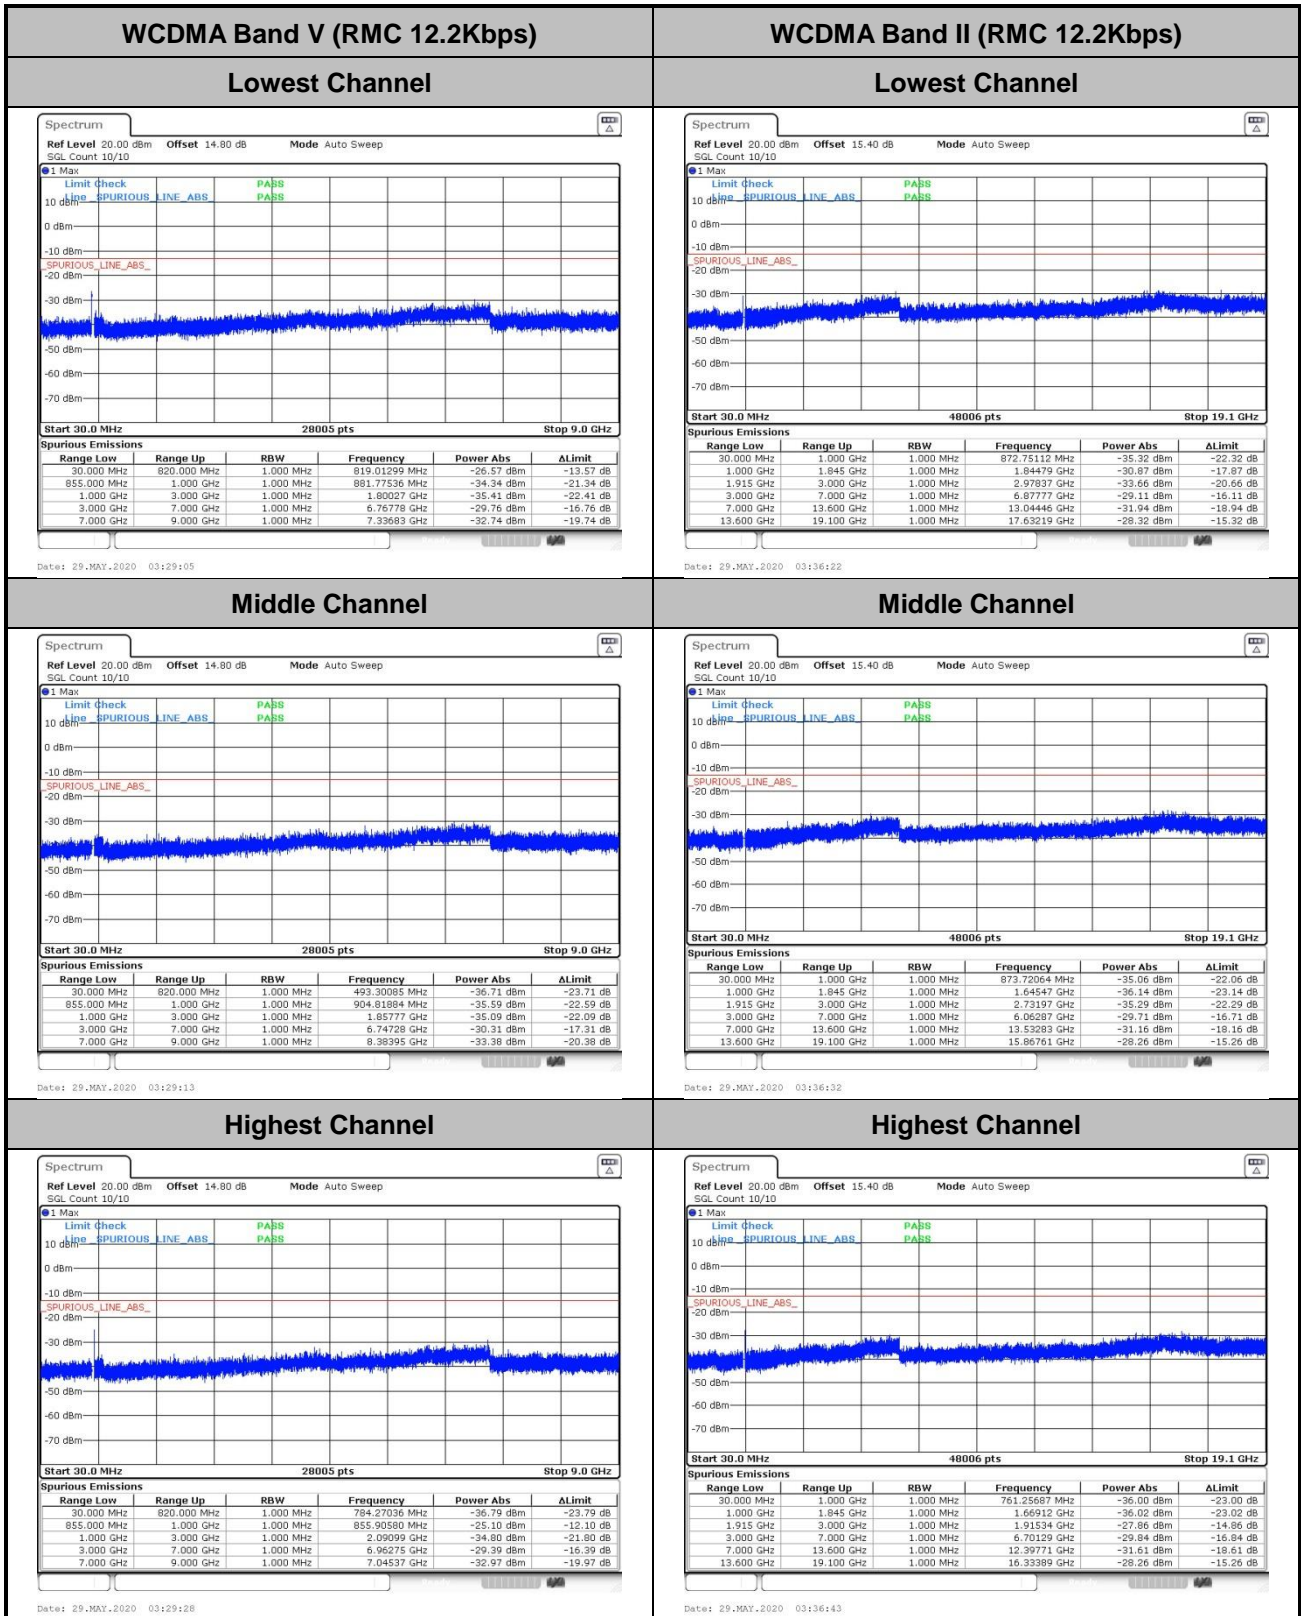 WCDMA Band V (RMC 12.2Kbps) WCDMA Band II (RMC 12.2Kbps)
Lowest Channel Lowest Channel
Spectrum
Ref Level 20.00 dBm Offset 14.80 dB Mode Auto Sweep
SGL Count 10/10
1 Max
Limit Check PASS
Line _SPURIOUS_LINE_ABS_ PASS
10 dBm
0 dBm
-10 dBm
_SPURIOUS_LINE_ABS_
-20 dBm
-30 dBm
-50 dBm
-60 dBm
-70 dBm
Start 30.0 MHz 28005 pts Stop 9.0 GHz
Spurious Emissions
Range Low Range Up RBW Frequency Power Abs ΔLimit
30.000 MHz 820.000 MHz 1.000 MHz 819.01299 MHz -26.57 dBm -13.57 dB
855.000 MHz 1.000 GHz 1.000 MHz 881.77536 MHz -34.34 dBm -21.34 dB
1.000 GHz 3.000 GHz 1.000 MHz 1.80027 GHz -35.41 dBm -22.41 dB
3.000 GHz 7.000 GHz 1.000 MHz 6.76778 GHz -29.76 dBm -16.76 dB
7.000 GHz 9.000 GHz 1.000 MHz 7.33683 GHz -32.74 dBm -19.74 dB
Date: 29.MAY.2020 03:29:05
Spectrum
Ref Level 20.00 dBm Offset 15.40 dB Mode Auto Sweep
SGL Count 10/10
1 Max
Limit Check PASS
Line _SPURIOUS_LINE_ABS_ PASS
10 dBm
0 dBm
-10 dBm
_SPURIOUS_LINE_ABS_
-20 dBm
-30 dBm
-50 dBm
-60 dBm
-70 dBm
Start 30.0 MHz 48006 pts Stop 19.1 GHz
Spurious Emissions
Range Low Range Up RBW Frequency Power Abs ΔLimit
30.000 MHz 1.000 GHz 1.000 MHz 872.75112 MHz -35.32 dBm -22.32 dB
1.000 GHz 1.845 GHz 1.000 MHz 1.84479 GHz -30.87 dBm -17.87 dB
1.915 GHz 3.000 GHz 1.000 MHz 2.97837 GHz -33.66 dBm -20.66 dB
3.000 GHz 7.000 GHz 1.000 MHz 6.87777 GHz -29.11 dBm -16.11 dB
7.000 GHz 13.600 GHz 1.000 MHz 13.04446 GHz -31.94 dBm -18.94 dB
13.600 GHz 19.100 GHz 1.000 MHz 17.63219 GHz -28.32 dBm -15.32 dB
Date: 29.MAY.2020 03:36:22
Middle Channel Middle Channel
Spectrum
Ref Level 20.00 dBm Offset 14.80 dB Mode Auto Sweep
SGL Count 10/10
1 Max
Limit Check PASS
Line _SPURIOUS_LINE_ABS_ PASS
10 dBm
0 dBm
-10 dBm
_SPURIOUS_LINE_ABS_
-20 dBm
-30 dBm
-50 dBm
-60 dBm
-70 dBm
Start 30.0 MHz 28005 pts Stop 9.0 GHz
Spurious Emissions
Range Low Range Up RBW Frequency Power Abs ΔLimit
30.000 MHz 820.000 MHz 1.000 MHz 493.30085 MHz -36.71 dBm -23.71 dB
855.000 MHz 1.000 GHz 1.000 MHz 904.81884 MHz -35.59 dBm -22.59 dB
1.000 GHz 3.000 GHz 1.000 MHz 1.85777 GHz -35.09 dBm -22.09 dB
3.000 GHz 7.000 GHz 1.000 MHz 6.74728 GHz -30.31 dBm -17.31 dB
7.000 GHz 9.000 GHz 1.000 MHz 8.38395 GHz -33.38 dBm -20.38 dB
Date: 29.MAY.2020 03:29:13
Spectrum
Ref Level 20.00 dBm Offset 15.40 dB Mode Auto Sweep
SGL Count 10/10
1 Max
Limit Check PASS
Line _SPURIOUS_LINE_ABS_ PASS
10 dBm
0 dBm
-10 dBm
_SPURIOUS_LINE_ABS_
-20 dBm
-30 dBm
-50 dBm
-60 dBm
-70 dBm
Start 30.0 MHz 48006 pts Stop 19.1 GHz
Spurious Emissions
Range Low Range Up RBW Frequency Power Abs ΔLimit
30.000 MHz 1.000 GHz 1.000 MHz 873.72064 MHz -35.06 dBm -22.06 dB
1.000 GHz 1.845 GHz 1.000 MHz 1.64547 GHz -36.14 dBm -23.14 dB
1.915 GHz 3.000 GHz 1.000 MHz 2.73197 GHz -35.29 dBm -22.29 dB
3.000 GHz 7.000 GHz 1.000 MHz 6.06287 GHz -29.71 dBm -16.71 dB
7.000 GHz 13.600 GHz 1.000 MHz 13.53283 GHz -31.16 dBm -18.16 dB
13.600 GHz 19.100 GHz 1.000 MHz 15.86761 GHz -28.26 dBm -15.26 dB
Date: 29.MAY.2020 03:36:32
Highest Channel Highest Channel
Spectrum
Ref Level 20.00 dBm Offset 14.80 dB Mode Auto Sweep
SGL Count 10/10
1 Max
Limit Check PASS
Line _SPURIOUS_LINE_ABS_ PASS
10 dBm
0 dBm
-10 dBm
_SPURIOUS_LINE_ABS_
-20 dBm
-30 dBm
-50 dBm
-60 dBm
-70 dBm
Start 30.0 MHz 28005 pts Stop 9.0 GHz
Spurious Emissions
Range Low Range Up RBW Frequency Power Abs ΔLimit
30.000 MHz 820.000 MHz 1.000 MHz 784.27036 MHz -36.79 dBm -23.79 dB
855.000 MHz 1.000 GHz 1.000 MHz 855.90580 MHz -25.10 dBm -12.10 dB
1.000 GHz 3.000 GHz 1.000 MHz 2.09099 GHz -34.80 dBm -21.80 dB
3.000 GHz 7.000 GHz 1.000 MHz 6.96275 GHz -29.39 dBm -16.39 dB
7.000 GHz 9.000 GHz 1.000 MHz 7.04537 GHz -32.97 dBm -19.97 dB
Date: 29.MAY.2020 03:29:28
Spectrum
Ref Level 20.00 dBm Offset 15.40 dB Mode Auto Sweep
SGL Count 10/10
1 Max
Limit Check PASS
Line _SPURIOUS_LINE_ABS_ PASS
10 dBm
0 dBm
-10 dBm
_SPURIOUS_LINE_ABS_
-20 dBm
-30 dBm
-50 dBm
-60 dBm
-70 dBm
Start 30.0 MHz 48006 pts Stop 19.1 GHz
Spurious Emissions
Range Low Range Up RBW Frequency Power Abs ΔLimit
30.000 MHz 1.000 GHz 1.000 MHz 761.25687 MHz -36.00 dBm -23.00 dB
1.000 GHz 1.845 GHz 1.000 MHz 1.66912 GHz -36.02 dBm -23.02 dB
1.915 GHz 3.000 GHz 1.000 MHz 1.91534 GHz -27.86 dBm -14.86 dB
3.000 GHz 7.000 GHz 1.000 MHz 6.70129 GHz -29.84 dBm -16.84 dB
7.000 GHz 13.600 GHz 1.000 MHz 12.39771 GHz -31.61 dBm -18.61 dB
13.600 GHz 19.100 GHz 1.000 MHz 16.33389 GHz -28.26 dBm -15.26 dB
Date: 29.MAY.2020 03:36:43